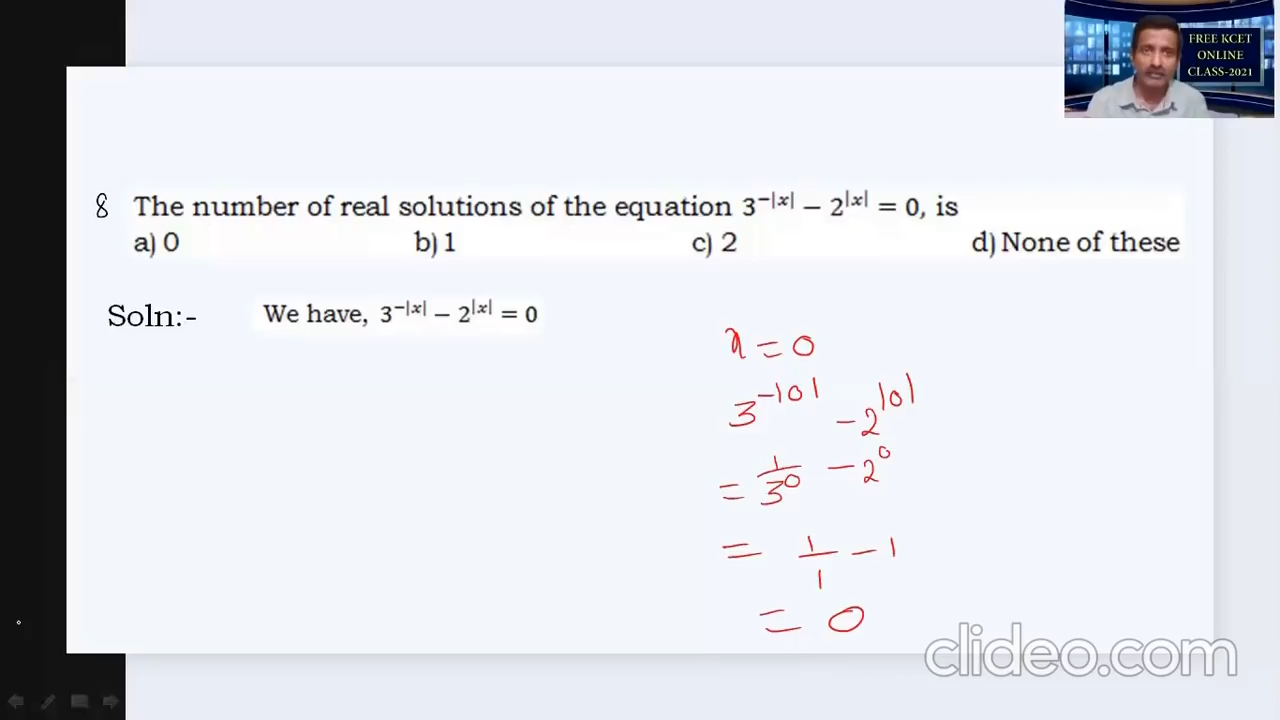 FREE KCET
ONLINE
CLASS-2021
8 The number of real solutions of the equation 3^{-|x|} - 2^{|x|} = 0, is
a) 0 b) 1 c) 2 d) None of these
Soln:- We have, 3^{-|x|} - 2^{|x|} = 0
x = 0
3^{-|0|} - 2^{|0|}
= 1/3^0 - 2^0
= 1/1 - 1
= 0
clideo.com